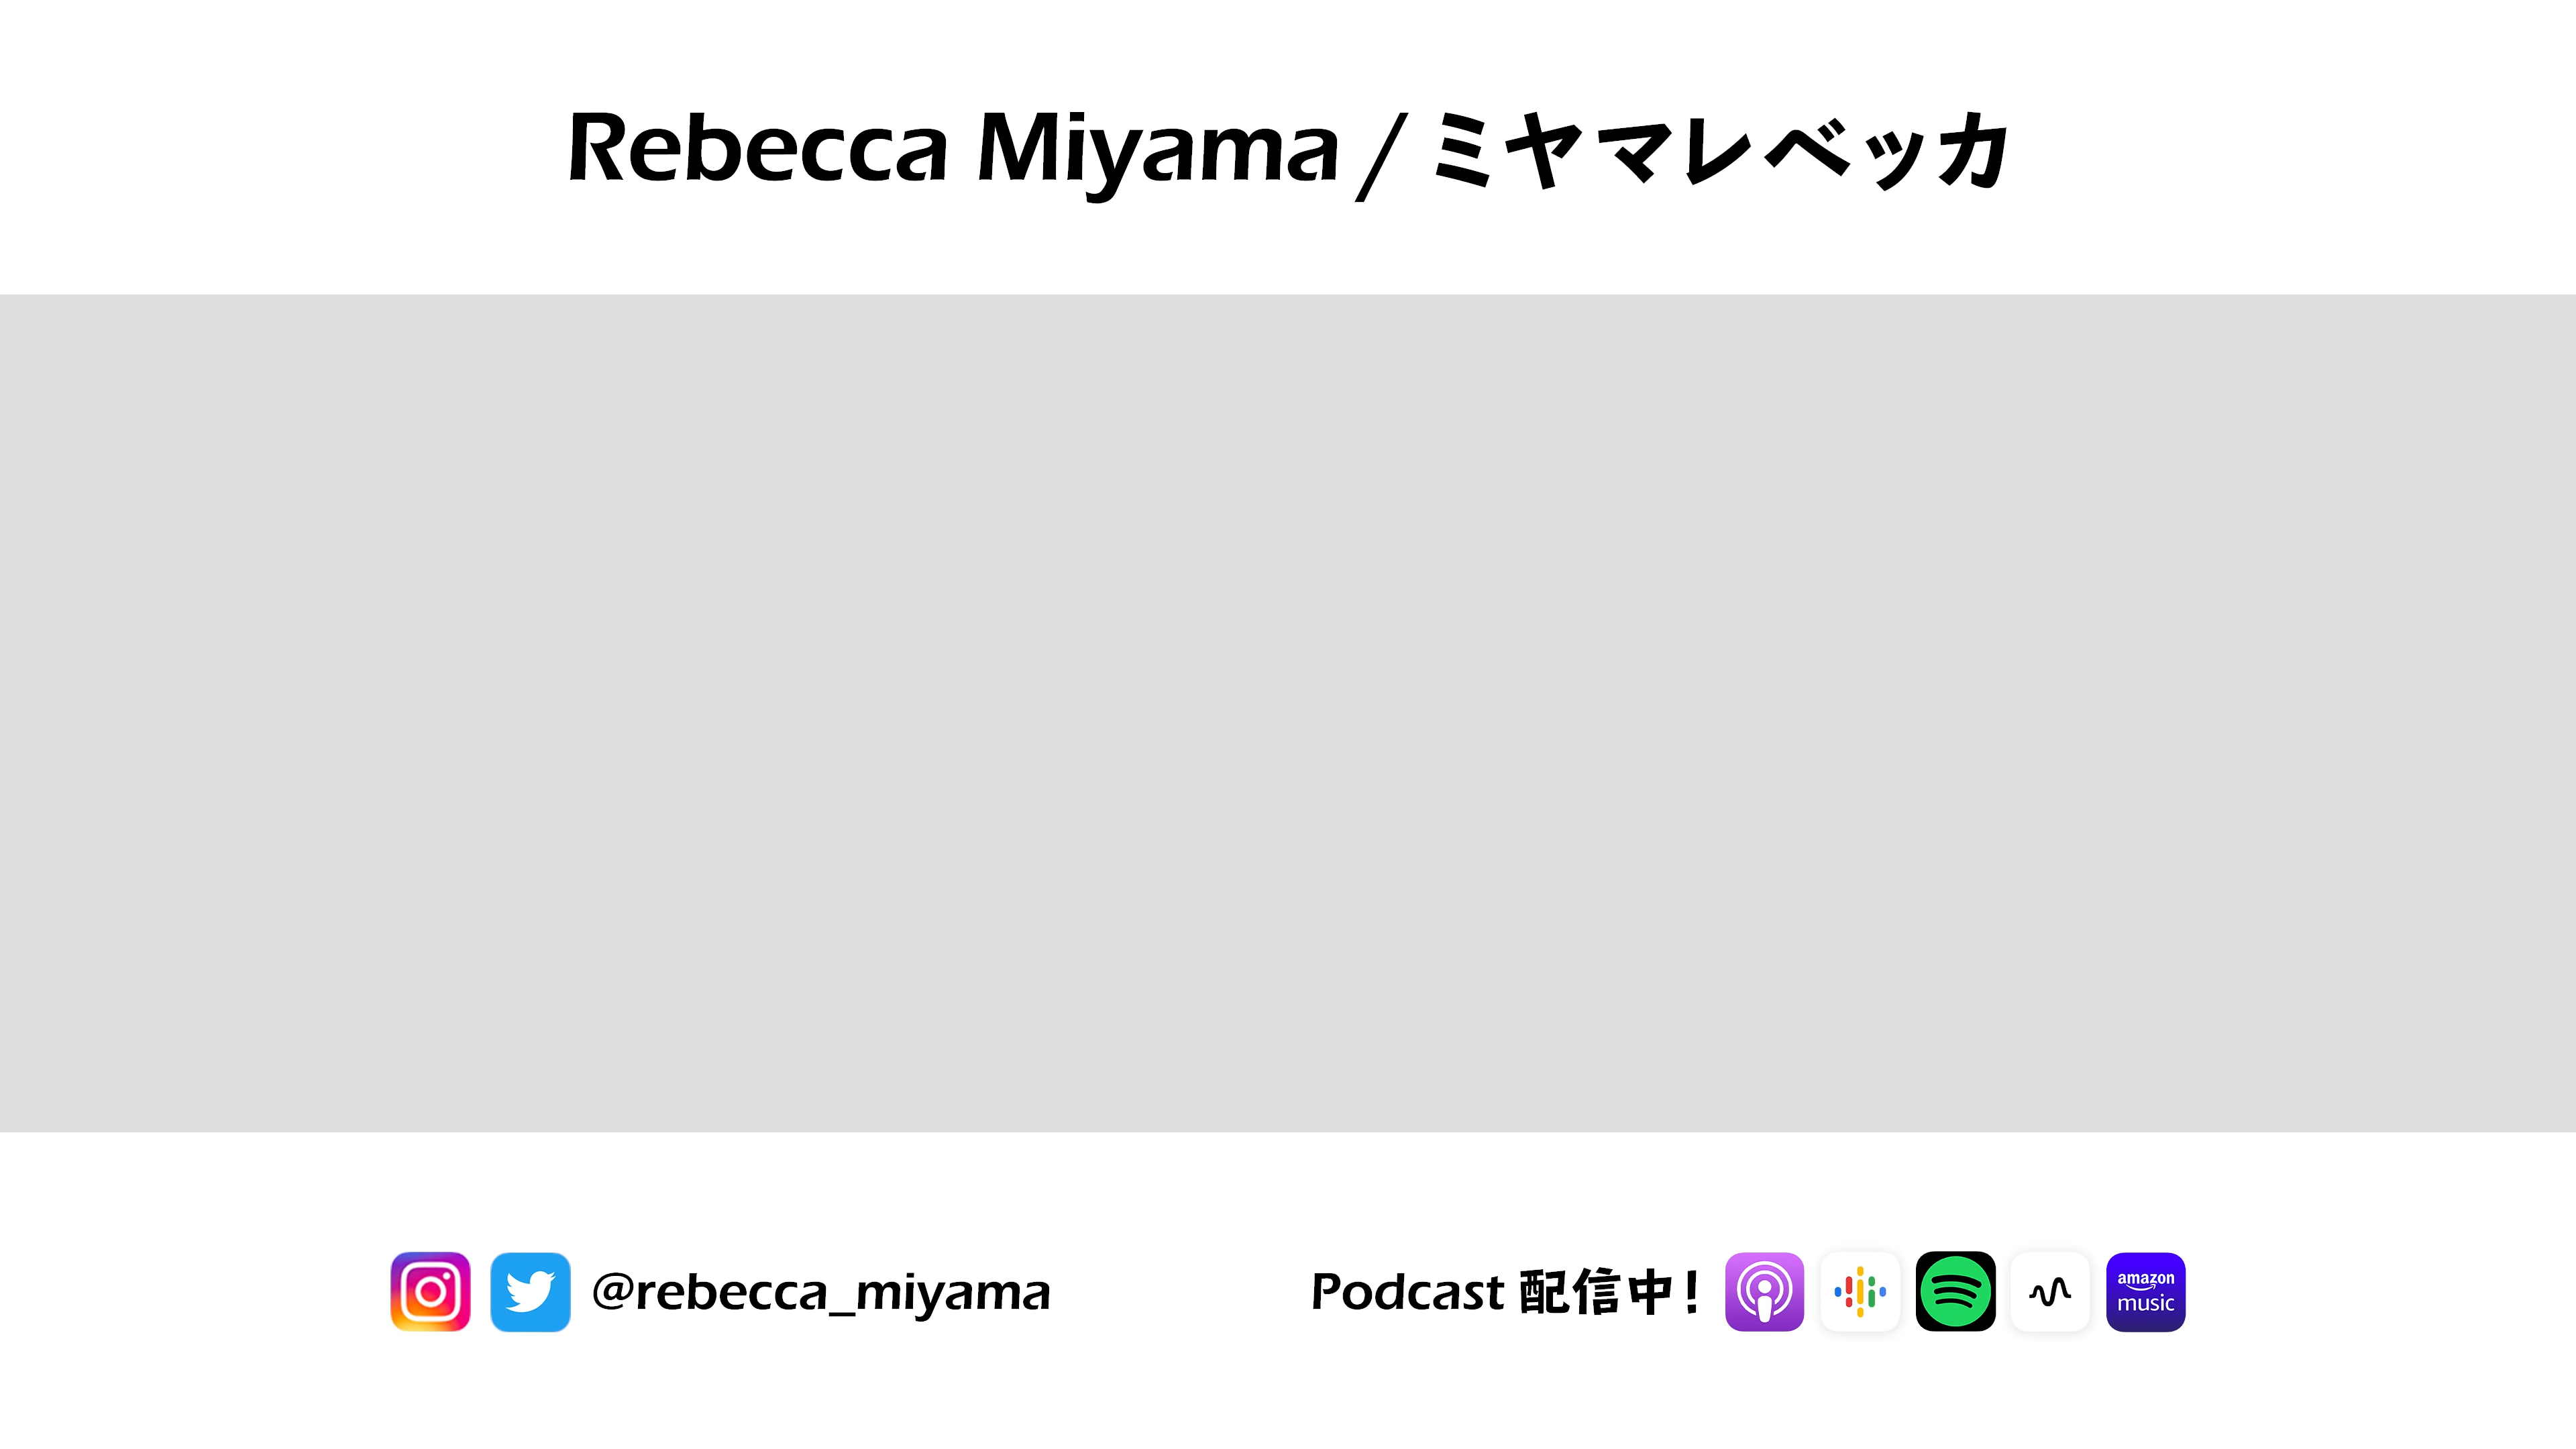 Rebecca Miyama / ミヤマレベッカ
@rebecca_miyama
Podcast 配信中!
amazon music